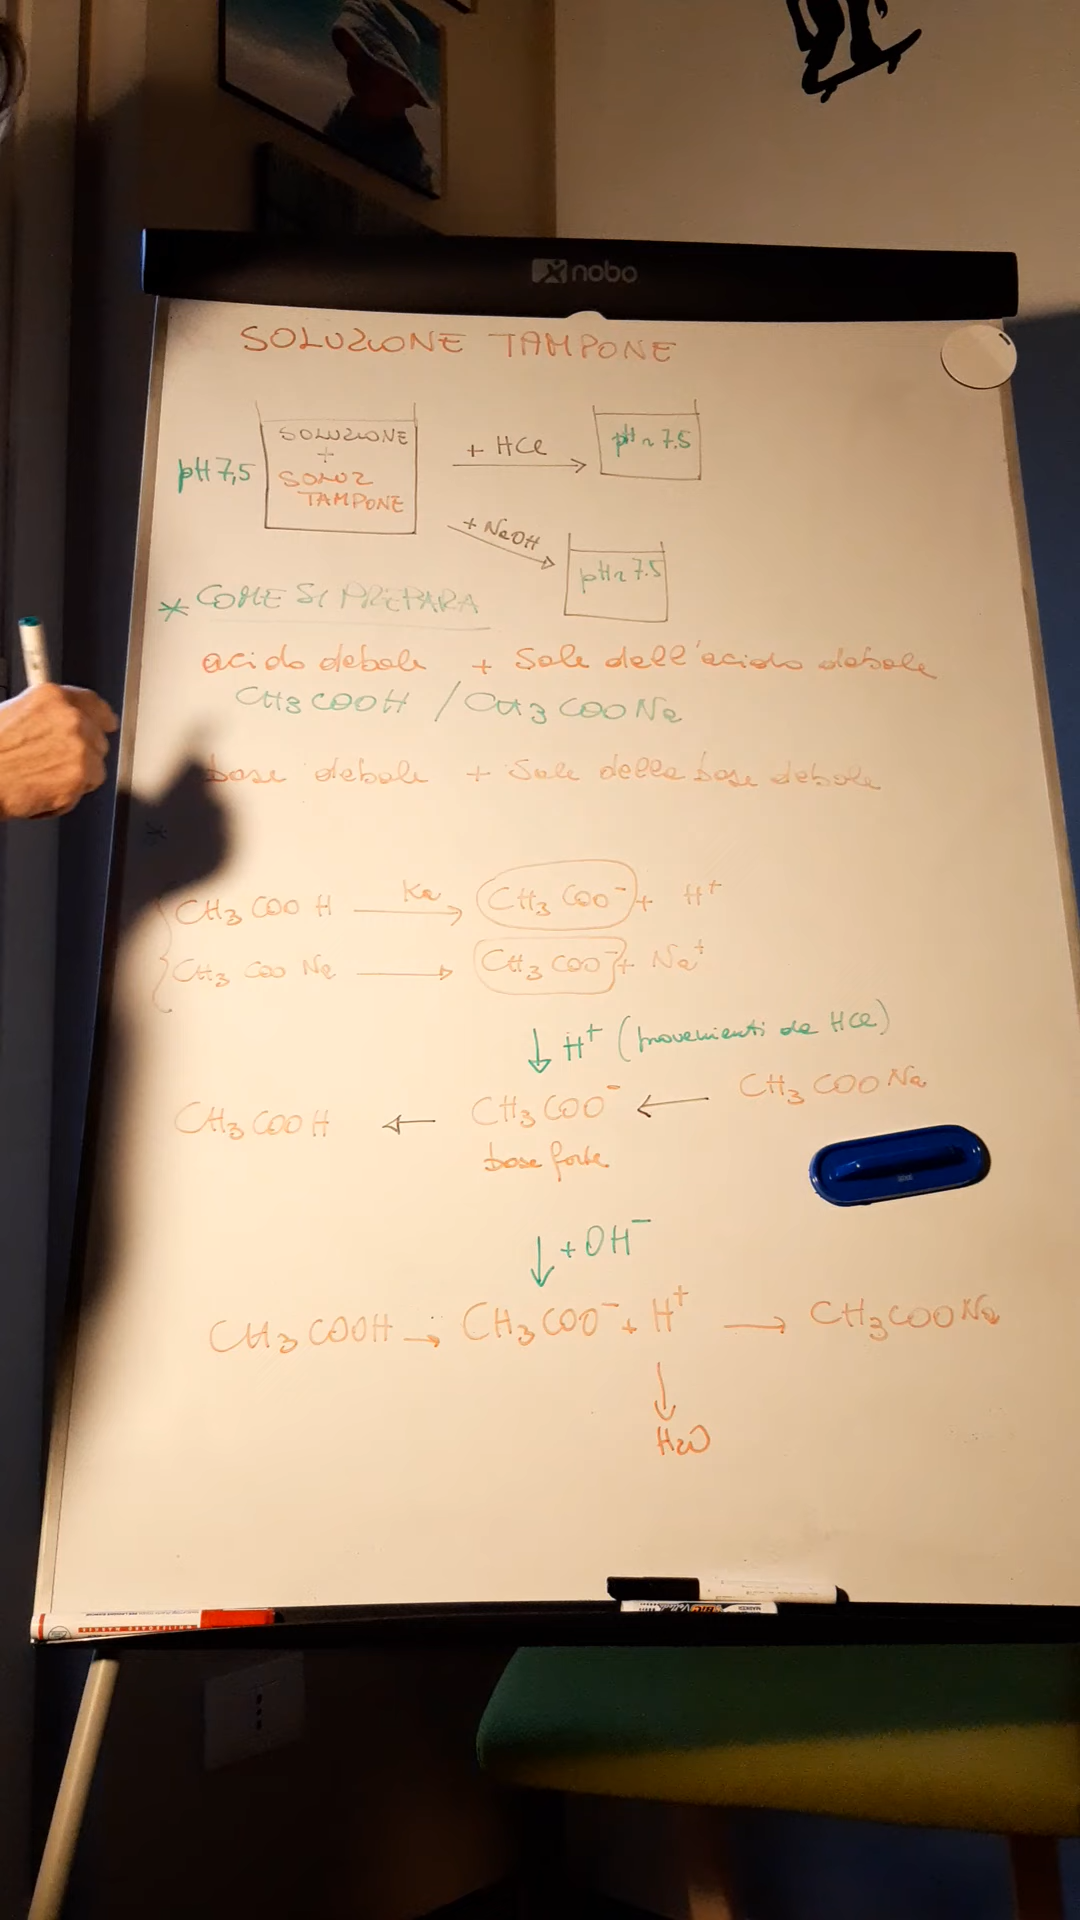 nobo
SOLUZIONE TAMPONE
pH 7,5
SOLUZIONE
+
SOLUZ
TAMPONE
+ HCl
pH ~ 7.5
+ NaOH
pH ~ 7.5
* COME SI PREPARA
acido debole + Sale dell'acido debole
CH3COOH / CH3COONa
base debole + Sale della base debole
CH3COOH Ka→ CH3COO⁻ + H⁺
CH3COONa → CH3COO⁻ + Na⁺
↓ H⁺ (provenienti da HCl)
CH3COOH ← CH3COO⁻ ← CH3COONa
base forte
↓ + OH⁻
CH3COOH → CH3COO⁻ + H⁺ → CH3COONa
↓
H2O